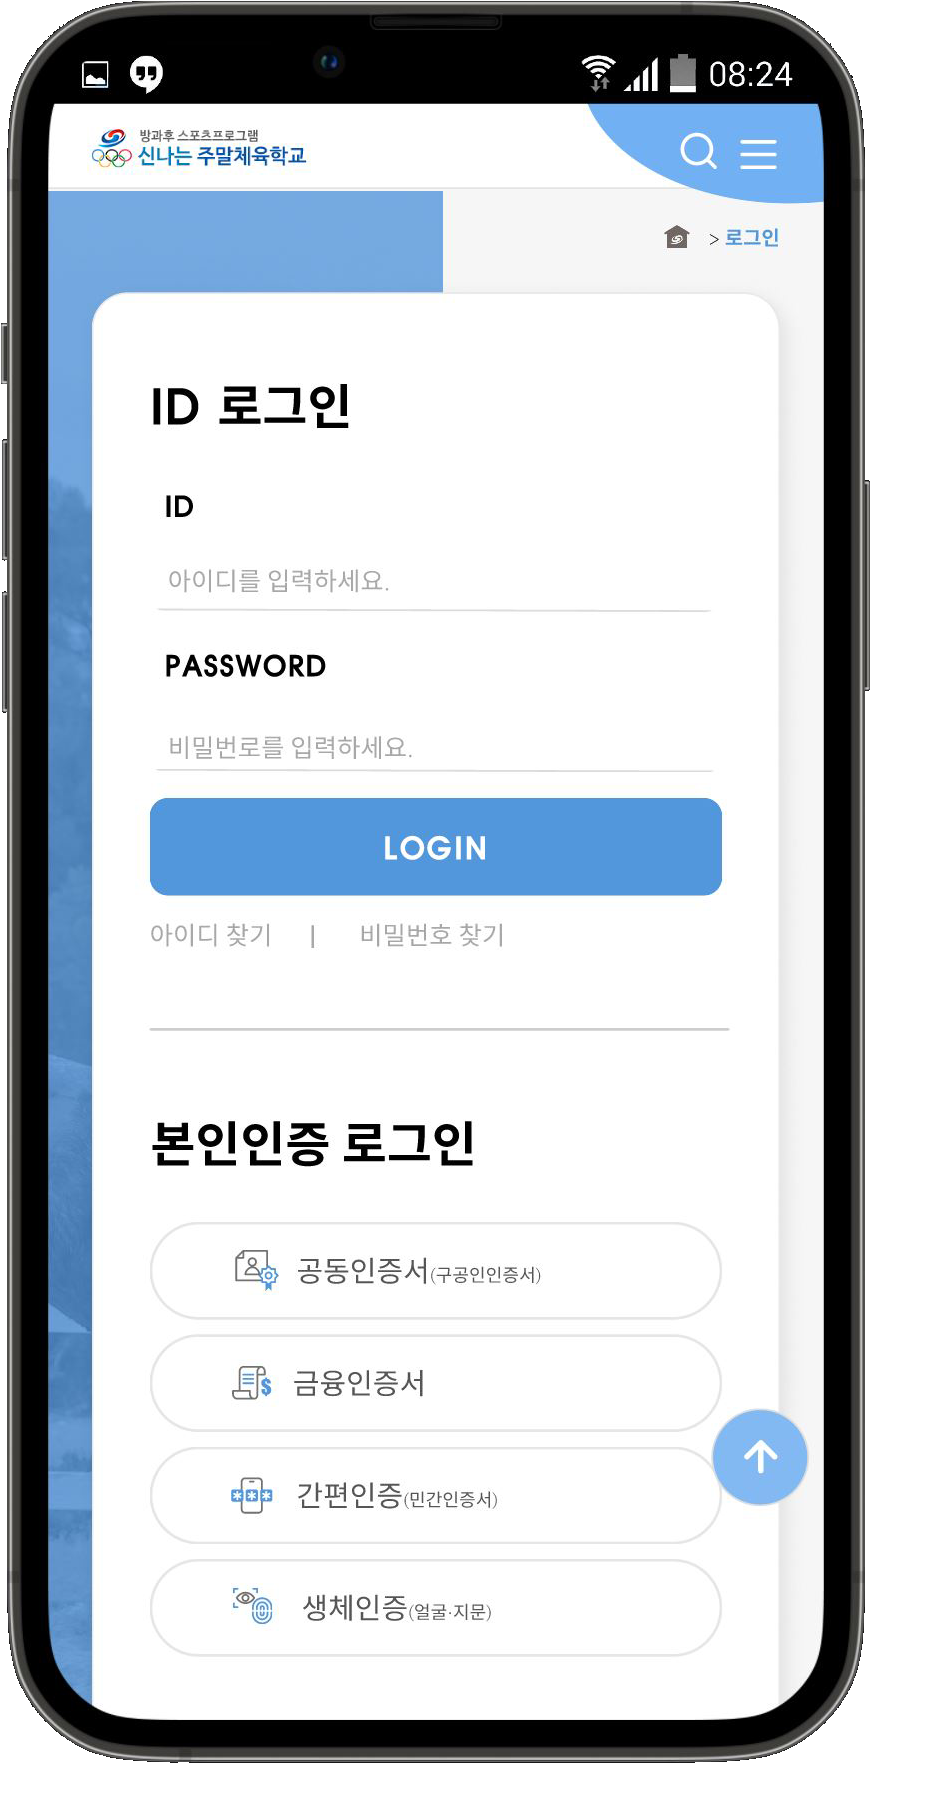 08:24
방과후 스포츠프로그램
신나는 주말체육학교
> 로그인
ID 로그인
ID
아이디를 입력하세요.
PASSWORD
비밀번로를 입력하세요.
LOGIN
아이디 찾기 | 비밀번호 찾기
본인인증 로그인
공동인증서(구공인인증서)
금융인증서
간편인증(민간인증서)
생체인증(얼굴·지문)